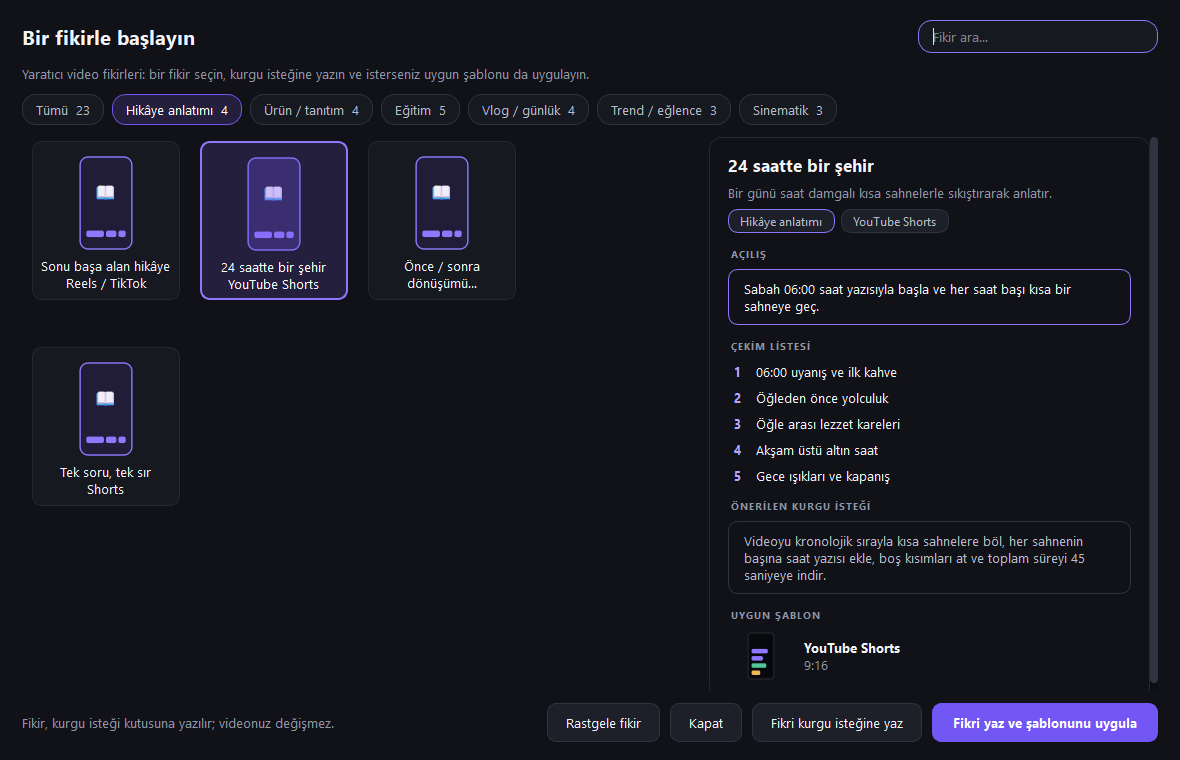 Bir fikirle başlayın
Fikir ara...
Yaratıcı video fikirleri: bir fikir seçin, kurgu isteğine yazın ve isterseniz uygun şablonu da uygulayın.
Tümü 23
Hikâye anlatımı 4
Ürün / tanıtım 4
Eğitim 5
Vlog / günlük 4
Trend / eğlence 3
Sinematik 3
Sonu başa alan hikâye
Reels / TikTok
24 saatte bir şehir
YouTube Shorts
Önce / sonra
dönüşümü...
Tek soru, tek sır
Shorts
24 saatte bir şehir
Bir günü saat damgalı kısa sahnelerle sıkıştırarak anlatır.
Hikâye anlatımı
YouTube Shorts
AÇILIŞ
Sabah 06:00 saat yazısıyla başla ve her saat başı kısa bir
sahneye geç.
ÇEKİM LİSTESİ
1 06:00 uyanış ve ilk kahve
2 Öğleden önce yolculuk
3 Öğle arası lezzet kareleri
4 Akşam üstü altın saat
5 Gece ışıkları ve kapanış
ÖNERİLEN KURGU İSTEĞİ
Videoyu kronolojik sırayla kısa sahnelere böl, her sahnenin
başına saat yazısı ekle, boş kısımları at ve toplam süreyi 45
saniyeye indir.
UYGUN ŞABLON
YouTube Shorts
9:16
Fikir, kurgu isteği kutusuna yazılır; videonuz değişmez.
Rastgele fikir
Kapat
Fikri kurgu isteğine yaz
Fikri yaz ve şablonunu uygula